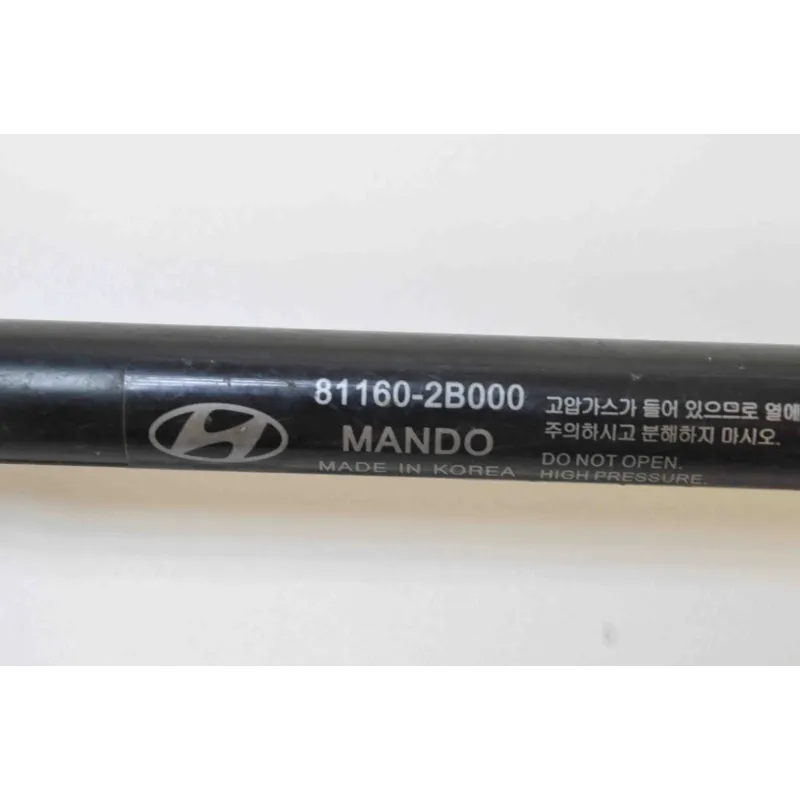 81160-2B000
MANDO
MADE IN KOREA
고압가스가 들어 있으므로 열에
주의하시고 분해하지 마시오.
DO NOT OPEN.
HIGH PRESSURE.